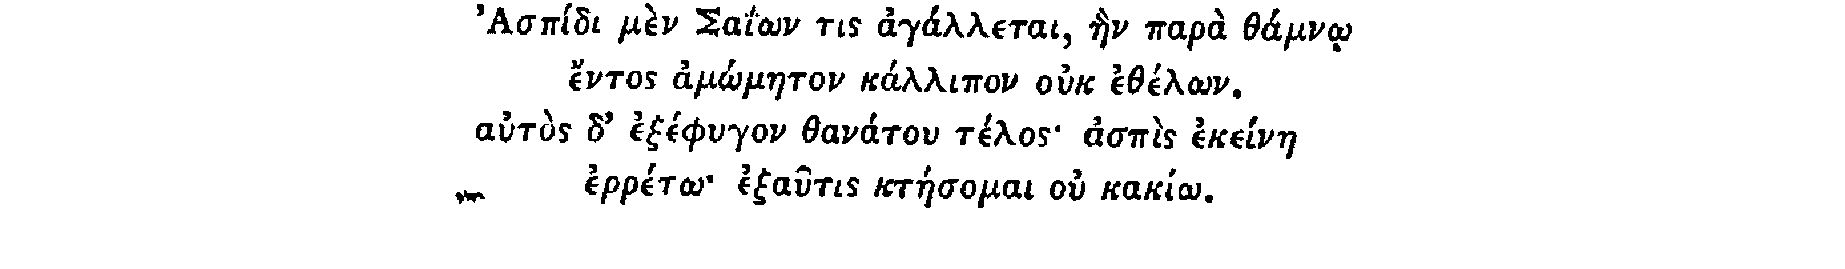 Ἀσπίδι μὲν Σαΐων τις ἀγάλλεται, ἣν παρὰ θάμνῳ
ἔντος ἀμώμητον κάλλιπον οὐκ ἐθέλων.
αὐτὸς δ’ ἐξέφυγον θανάτου τέλος· ἀσπὶς ἐκείνη
ἐρρέτω· ἐξαῦτις κτήσομαι οὐ κακίω.